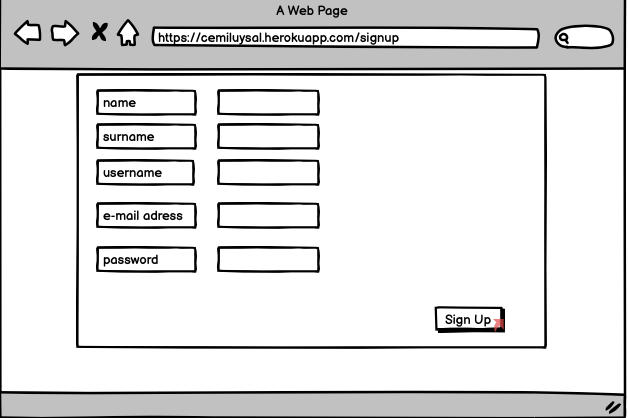 A Web Page
https://cemiluysal.herokuapp.com/signup
name
surname
username
e-mail adress
password
Sign Up